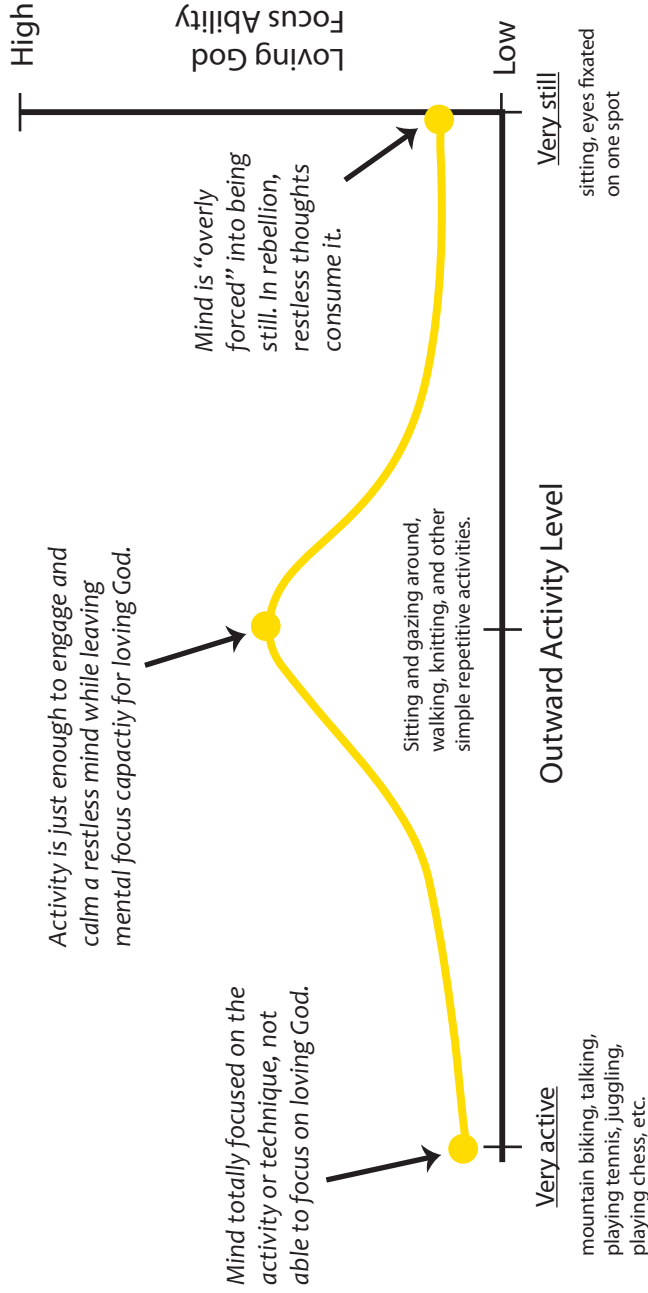 Activity is just enough to engage and
calm a restless mind while leaving
mental focus capactiy for loving God.
Mind totally focused on the
activity or technique, not
able to focus on loving God.
Mind is “overly
forced” into being
still. In rebellion,
restless thoughts
consume it.
High
Loving God
Focus Ability
Low
Sitting and gazing around,
walking, knitting, and other
simple repetitive activities.
Very active
mountain biking, talking,
playing tennis, juggling,
playing chess, etc.
Outward Activity Level
Very still
sitting, eyes fixated
on one spot